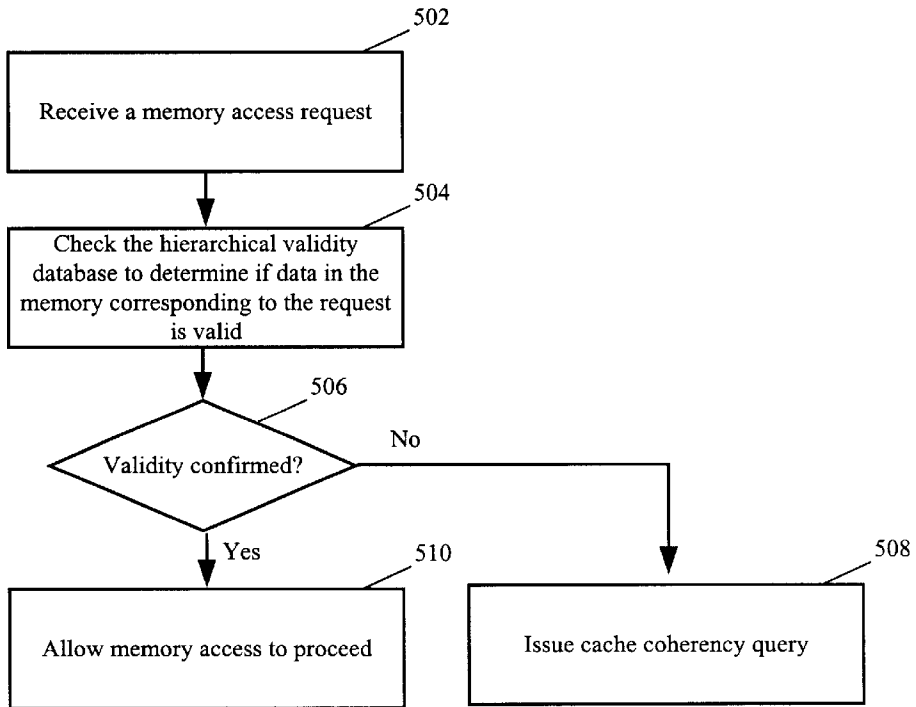 502
Receive a memory access request
504
Check the hierarchical validity
database to determine if data in the
memory corresponding to the request
is valid
506
Validity confirmed?
No
Yes
510
Allow memory access to proceed
508
Issue cache coherency query